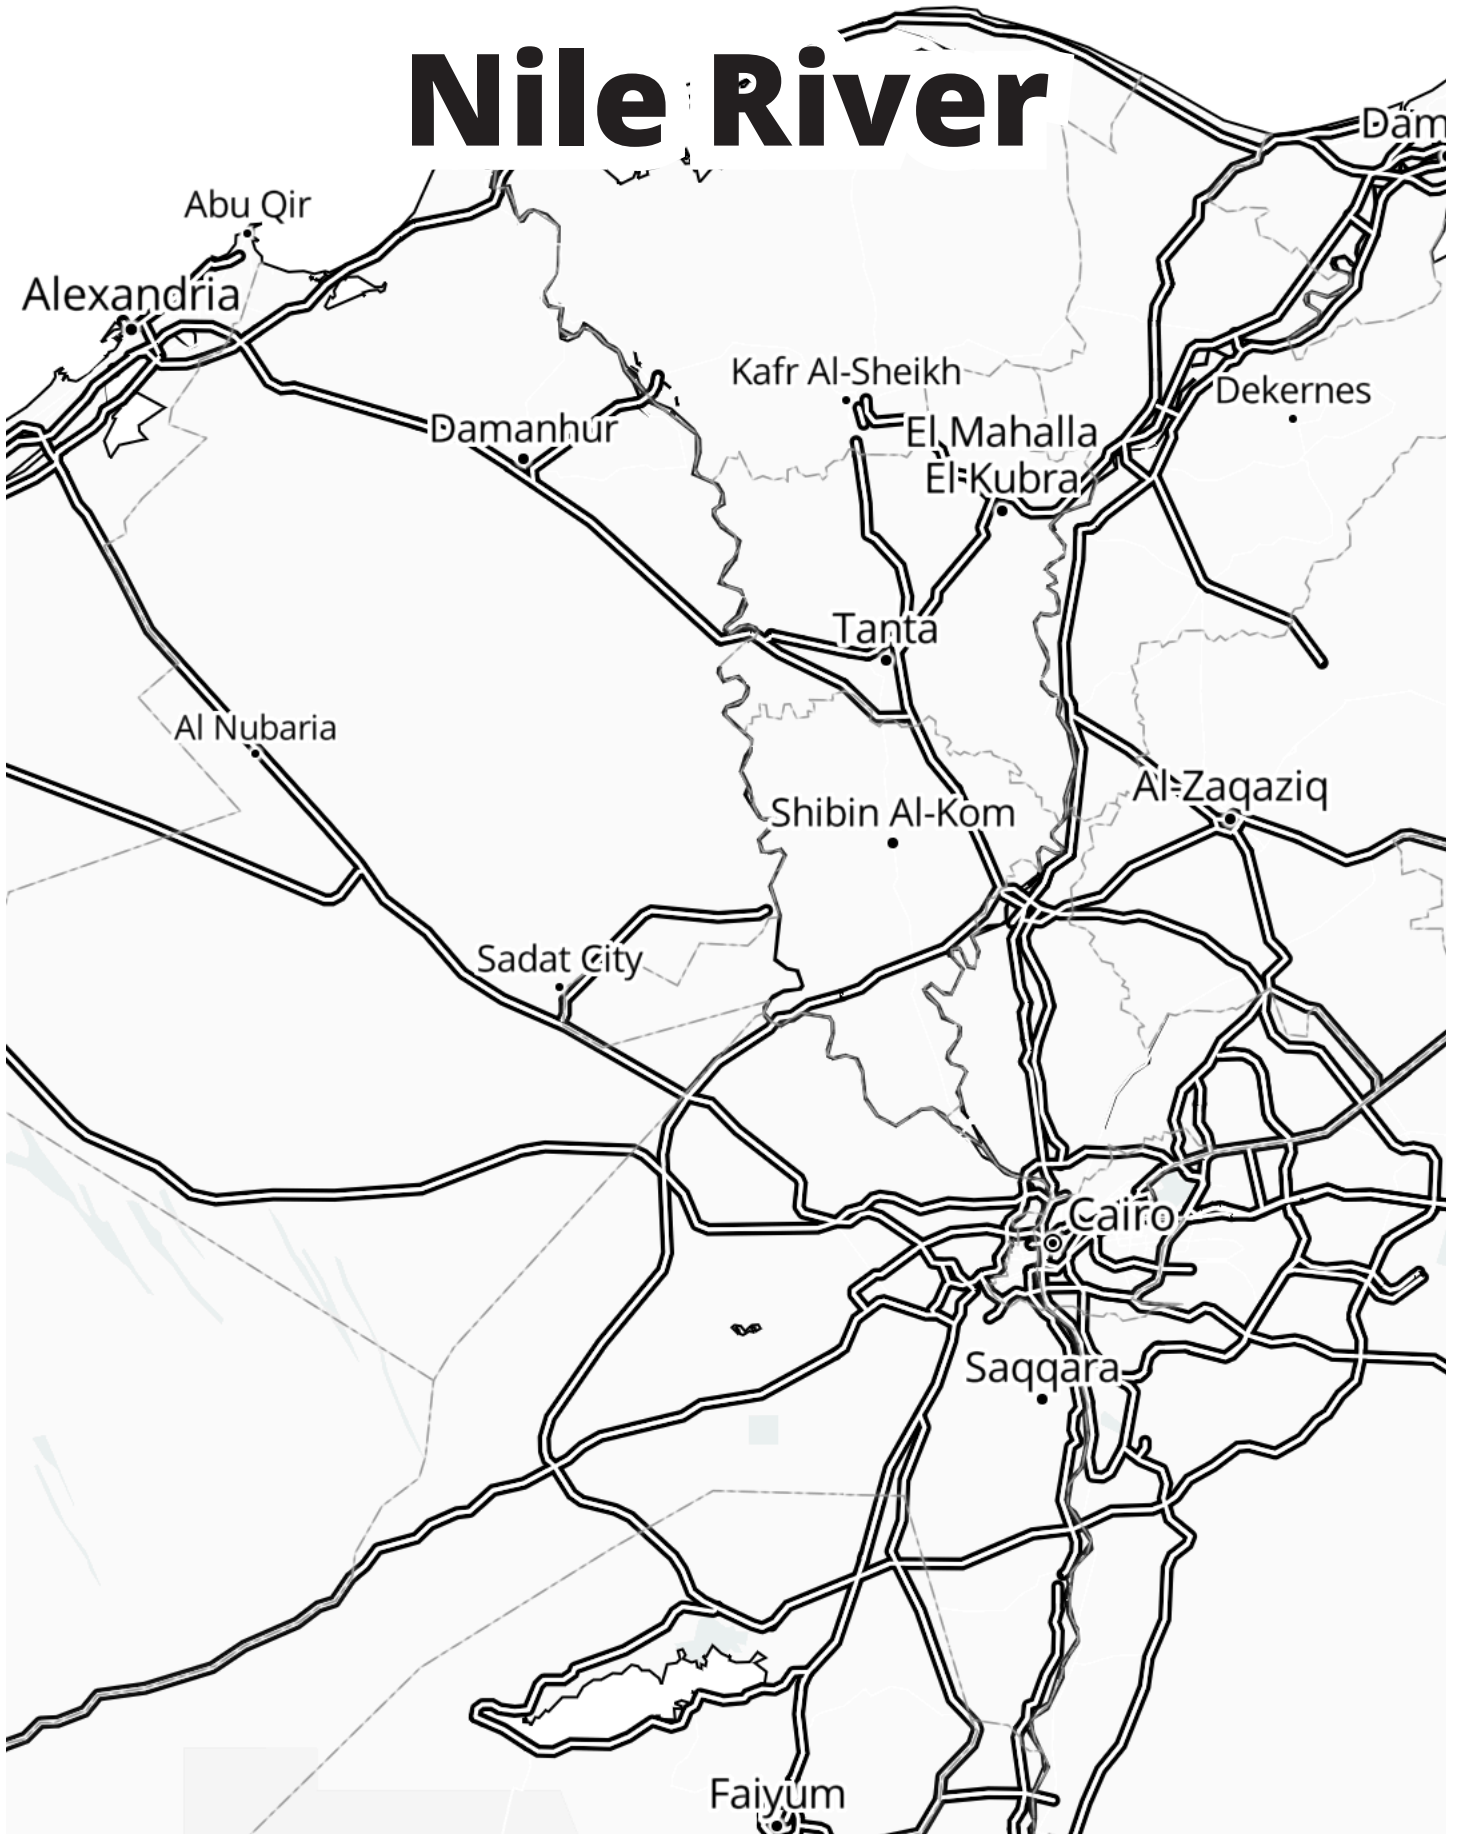 Nile River
Dam
Abu Qir
Alexandria
Kafr Al-Sheikh
Dekernes
Damanhur
El Mahalla
El-Kubra
Tanta
Al Nubaria
Al-Zaqaziq
Shibin Al-Kom
Sadat City
Cairo
Saqqara
Faiyum